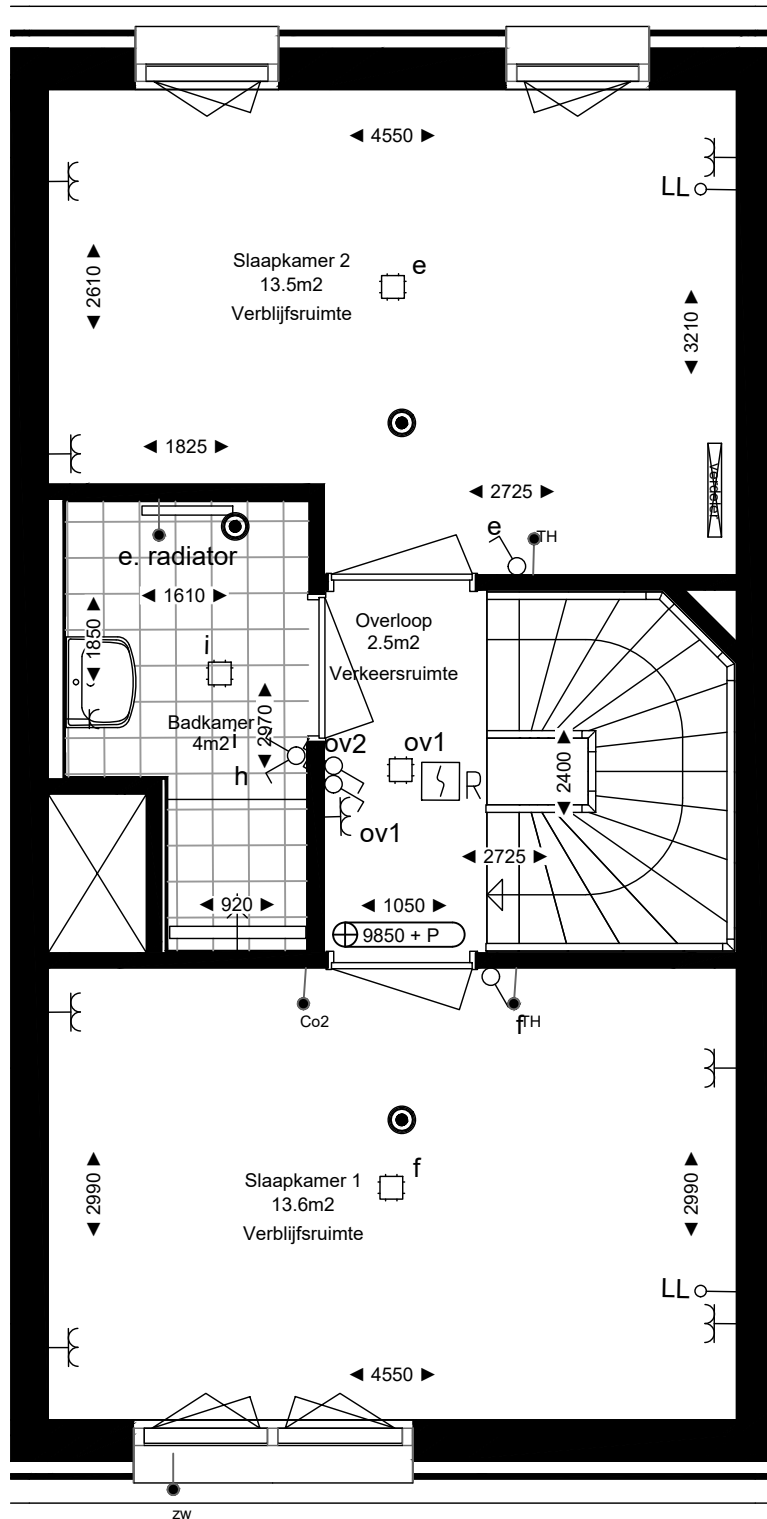 4550
LL
Slaapkamer 2
13.5m2
Verblijfsruimte
e
2610
3210
1825
2725
Verdeler
e
TH
e. radiator
1610
1850
i
Overloop
2.5m2
Verkeersruimte
Badkamer
4m2
i
h
2970
ov2
ov1
R
2400
ov1
2725
920
1050
9850 + P
Co2
f
TH
Slaapkamer 1
13.6m2
Verblijfsruimte
f
2990
2990
LL
4550
zw